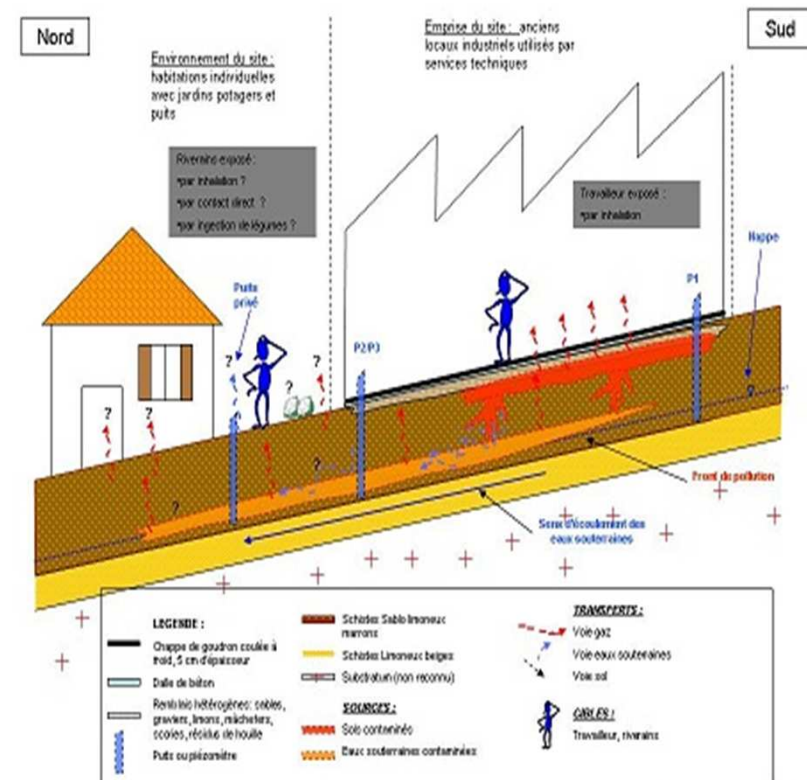 Nord
Sud
Environnement du site :
habitations individuelles
avec jardins potagers et
puits
Emprise du site : anciens
locaux industriels utilisés par
services techniques
Riverains exposé :
•par inhalation ?
•par contact direct ?
•par ingestion de légumes ?
Travailleur exposé :
•par inhalation
Nappe
Puits
privé
P1
P2/P3
?
?
?
?
?
?
?
?
Front de pollution
Sens d'écoulement des
eaux souterraines
LEGENDE :
Chappe de goudron coulée à
froid, 5 cm d'épaisseur
Dalle de béton
Remblais hétérogènes: sables,
graviers, limons, mâchefers,
scories, résidus de houille
Puits ou piézomètre
Schistes Sablo limoneux
marrons
Schistes Limoneux beiges
Substratum (non reconnu)
SOURCES :
Sols contaminés
Eaux souterraines contaminées
TRANSFERTS :
Voie gaz
Voie eaux souterraines
Voie sol
CIBLES :
Travailleur, riverains